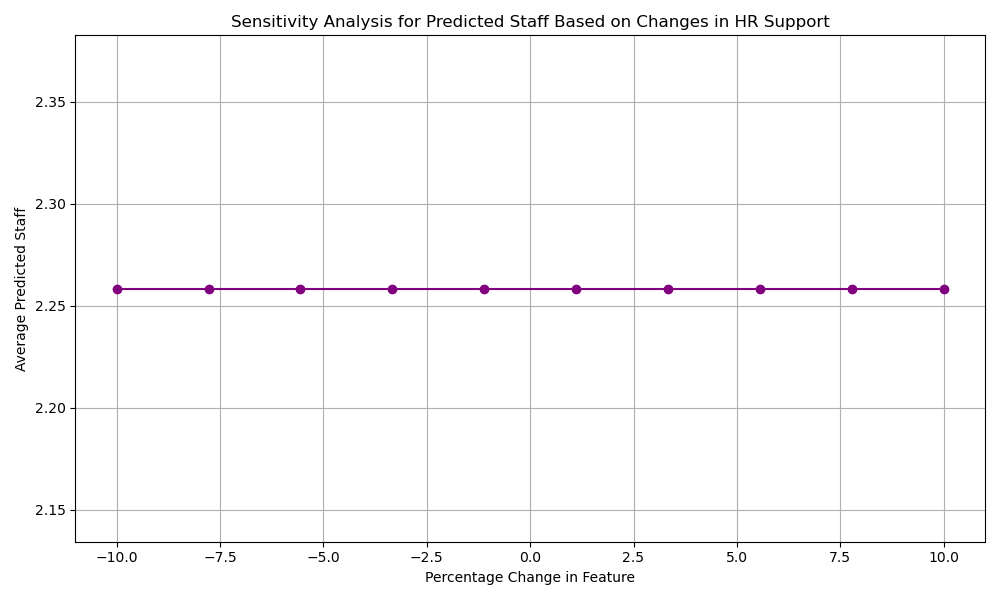 Sensitivity Analysis for Predicted Staff Based on Changes in HR Support
Average Predicted Staff
2.35
2.30
2.25
2.20
2.15
−10.0 −7.5 −5.0 −2.5 0.0 2.5 5.0 7.5 10.0
Percentage Change in Feature